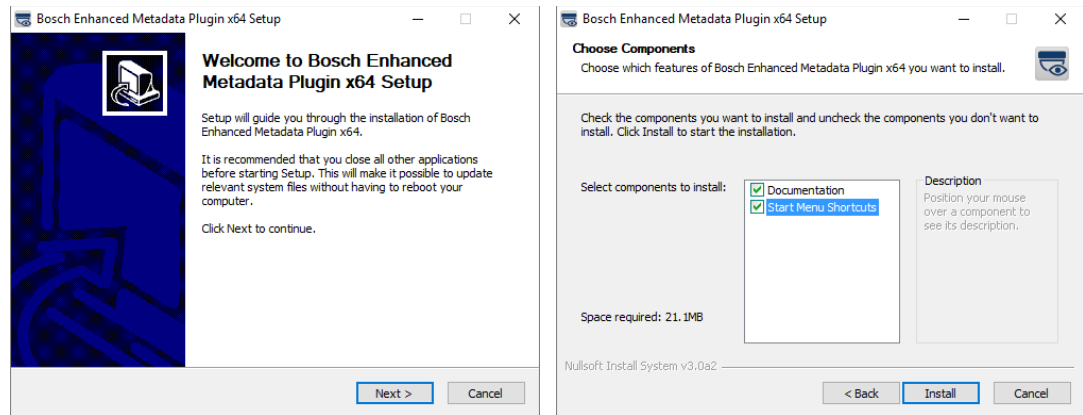 Bosch Enhanced Metadata Plugin x64 Setup
Welcome to Bosch Enhanced
Metadata Plugin x64 Setup
Setup will guide you through the installation of Bosch
Enhanced Metadata Plugin x64.
It is recommended that you close all other applications
before starting Setup. This will make it possible to update
relevant system files without having to reboot your
computer.
Click Next to continue.
Next >
Cancel
Bosch Enhanced Metadata Plugin x64 Setup
Choose Components
Choose which features of Bosch Enhanced Metadata Plugin x64 you want to install.
Check the components you want to install and uncheck the components you don't want to
install. Click Install to start the installation.
Select components to install:
Documentation
Start Menu Shortcuts
Description
Position your mouse
over a component to
see its description.
Space required: 21.1MB
Nullsoft Install System v3.0a2
< Back
Install
Cancel